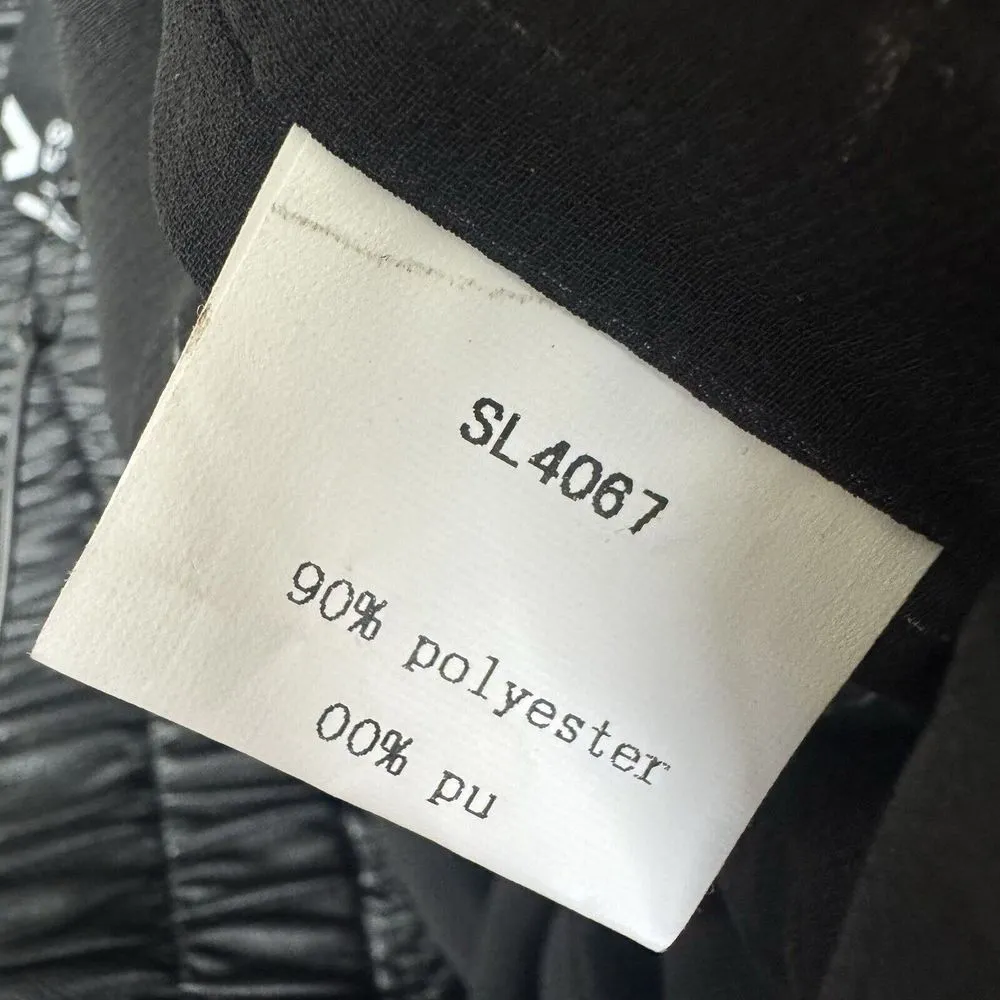 SL4067
90% polyester
00% pu